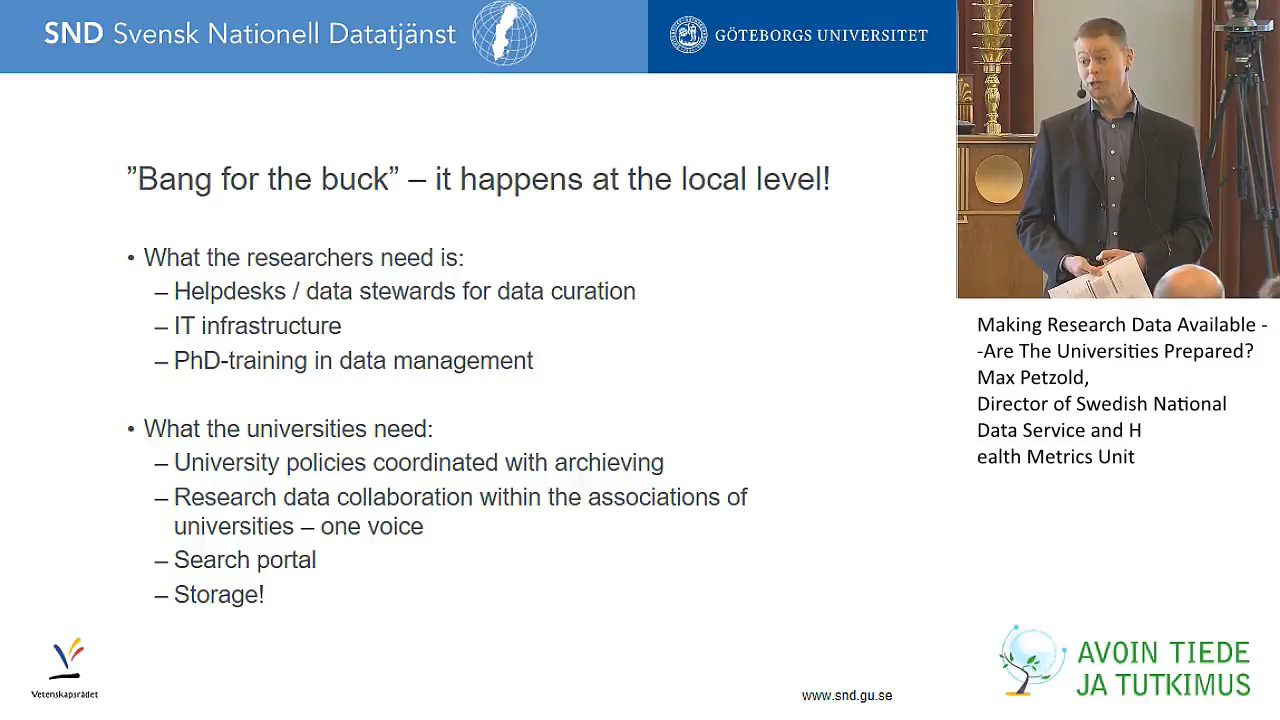 SND Svensk Nationell Datatjänst
GÖTEBORGS UNIVERSITET
”Bang for the buck” – it happens at the local level!
• What the researchers need is:
– Helpdesks / data stewards for data curation
– IT infrastructure
– PhD-training in data management
• What the universities need:
– University policies coordinated with archieving
– Research data collaboration within the associations of
universities – one voice
– Search portal
– Storage!
Making Research Data Available -
-Are The Universities Prepared?
Max Petzold,
Director of Swedish National
Data Service and H
ealth Metrics Unit
Vetenskapsrådet
www.snd.gu.se
AVOIN TIEDE
JA TUTKIMUS